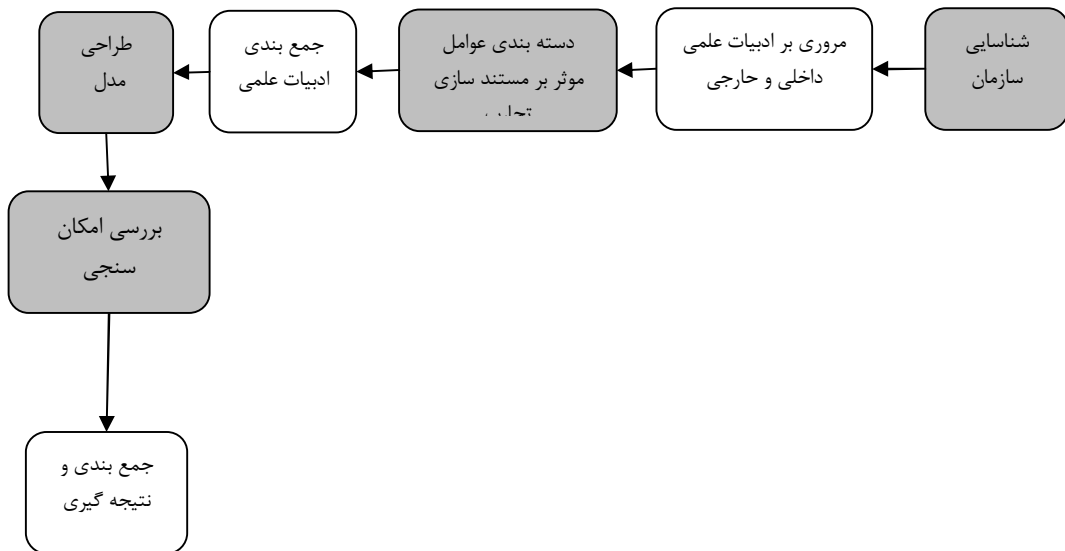 شناسایی
سازمان
مروری بر ادبیات علمی
داخلی و حارجی
دسته بندی عوامل
موثر بر مستند سازی
جمع بندی
ادبیات علمی
طراحی
مدل
بررسی امکان
سنجی
جمع بندی و
نتیجه گیری